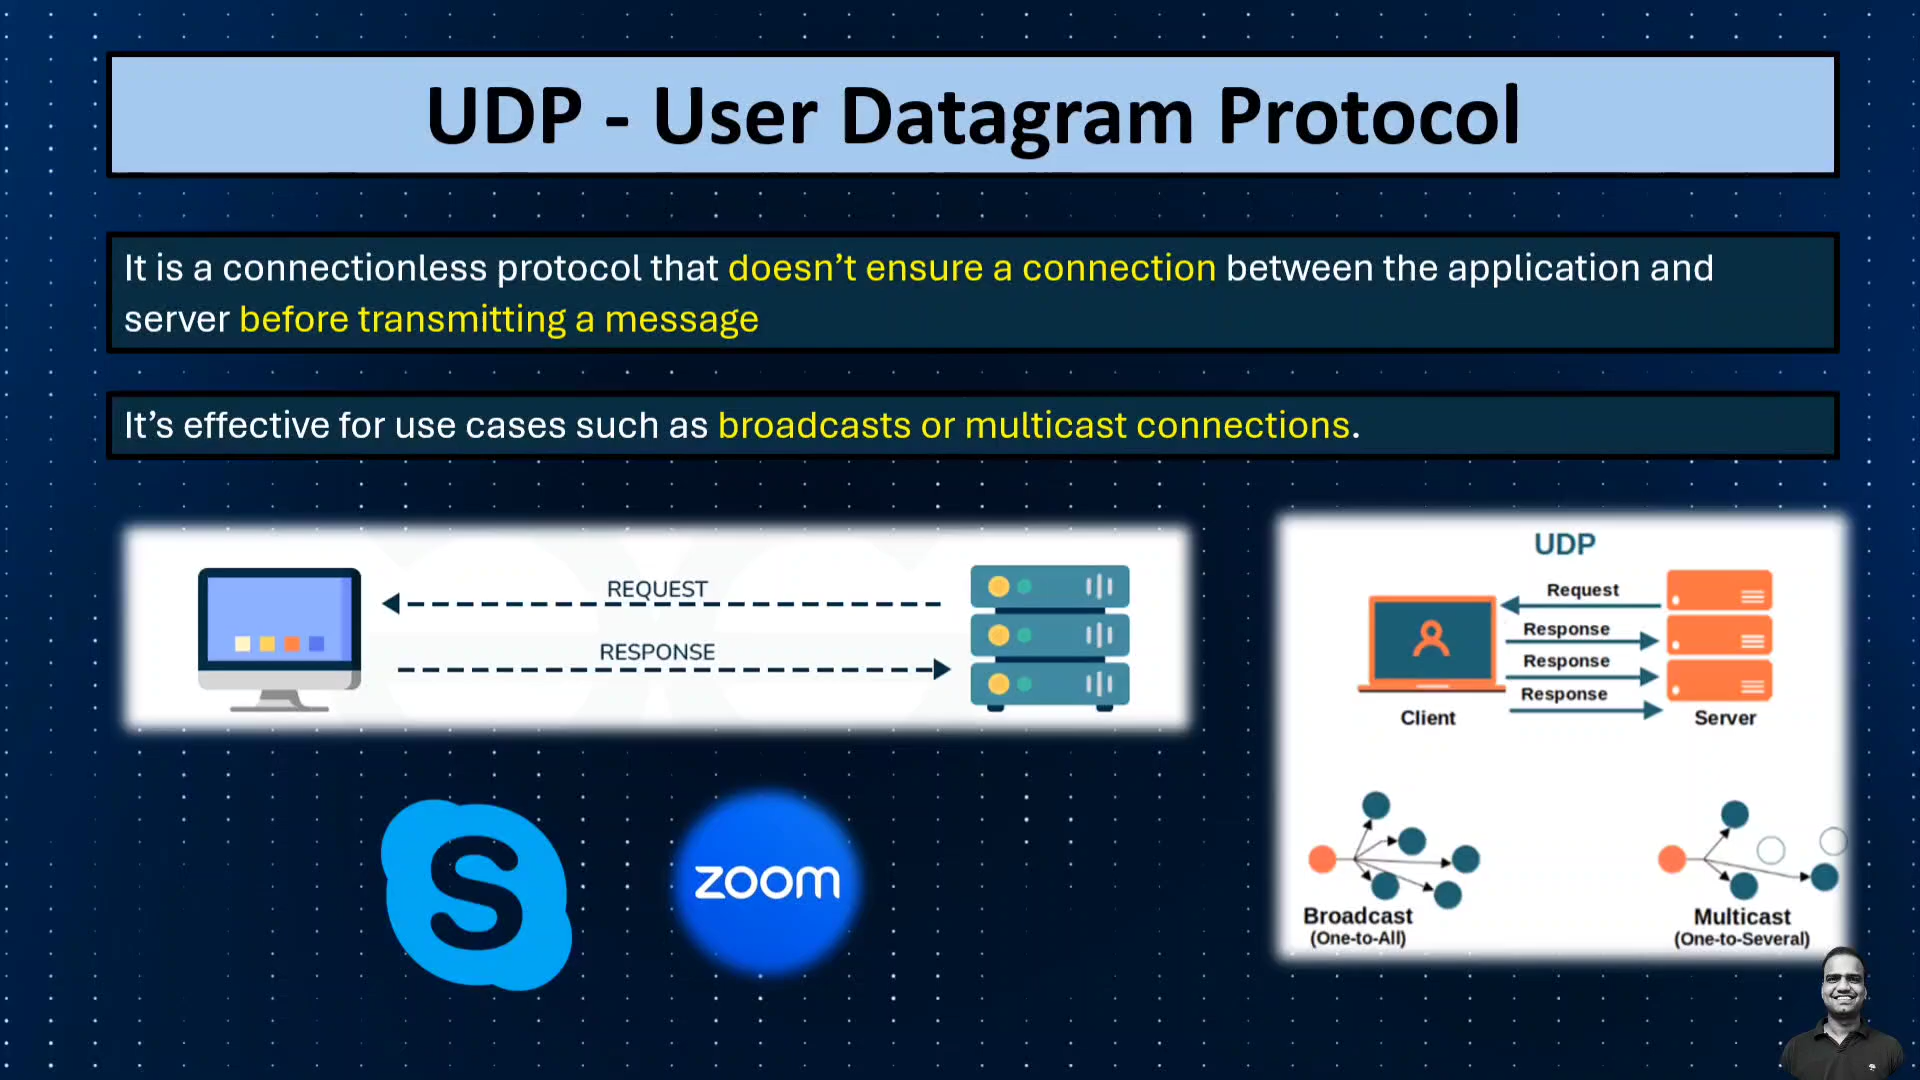 UDP - User Datagram Protocol
It is a connectionless protocol that doesn’t ensure a connection between the application and
server before transmitting a message
It’s effective for use cases such as broadcasts or multicast connections.
REQUEST
RESPONSE
UDP
Request
Response
Response
Response
Client
Server
S
zoom
Broadcast
(One-to-All)
Multicast
(One-to-Several)